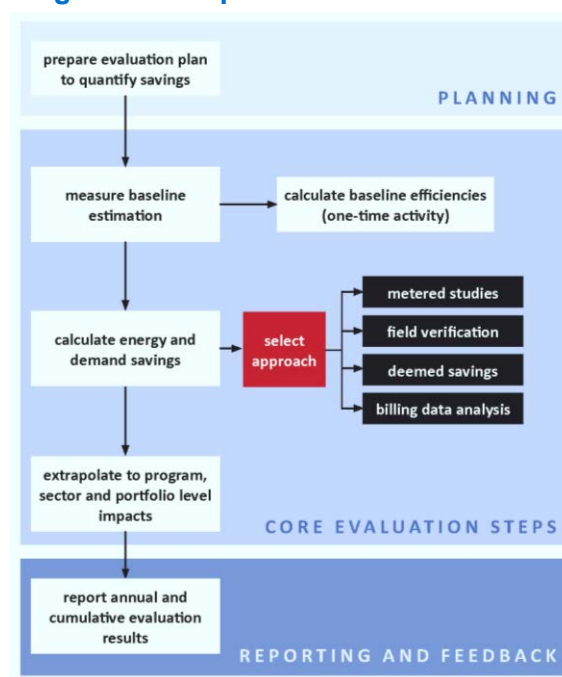 prepare evaluation plan
to quantify savings
PLANNING
measure baseline
estimation
calculate baseline efficiencies
(one-time activity)
calculate energy and
demand savings
select
approach
metered studies
field verification
deemed savings
billing data analysis
extrapolate to program,
sector and portfolio level
impacts
CORE EVALUATION STEPS
report annual and
cumulative evaluation
results
REPORTING AND FEEDBACK